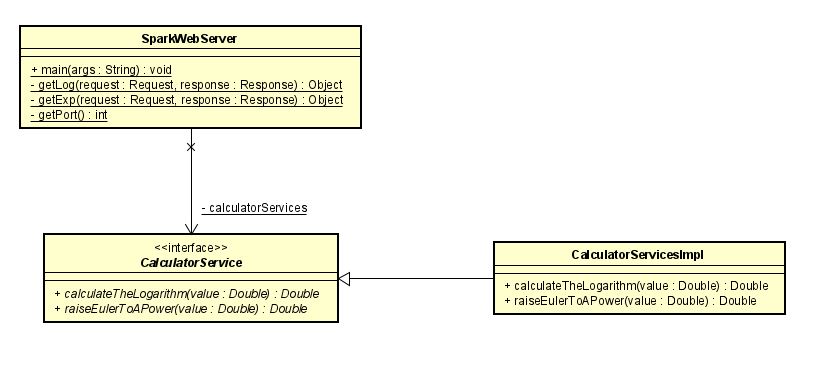 SparkWebServer
+ main(args : String) : void
- getLog(request : Request, response : Response) : Object
- getExp(request : Request, response : Response) : Object
- getPort() : int
- calculatorServices
<<interface>>
CalculatorService
+ calculateTheLogarithm(value : Double) : Double
+ raiseEulerToAPower(value : Double) : Double
CalculatorServicesImpl
+ calculateTheLogarithm(value : Double) : Double
+ raiseEulerToAPower(value : Double) : Double